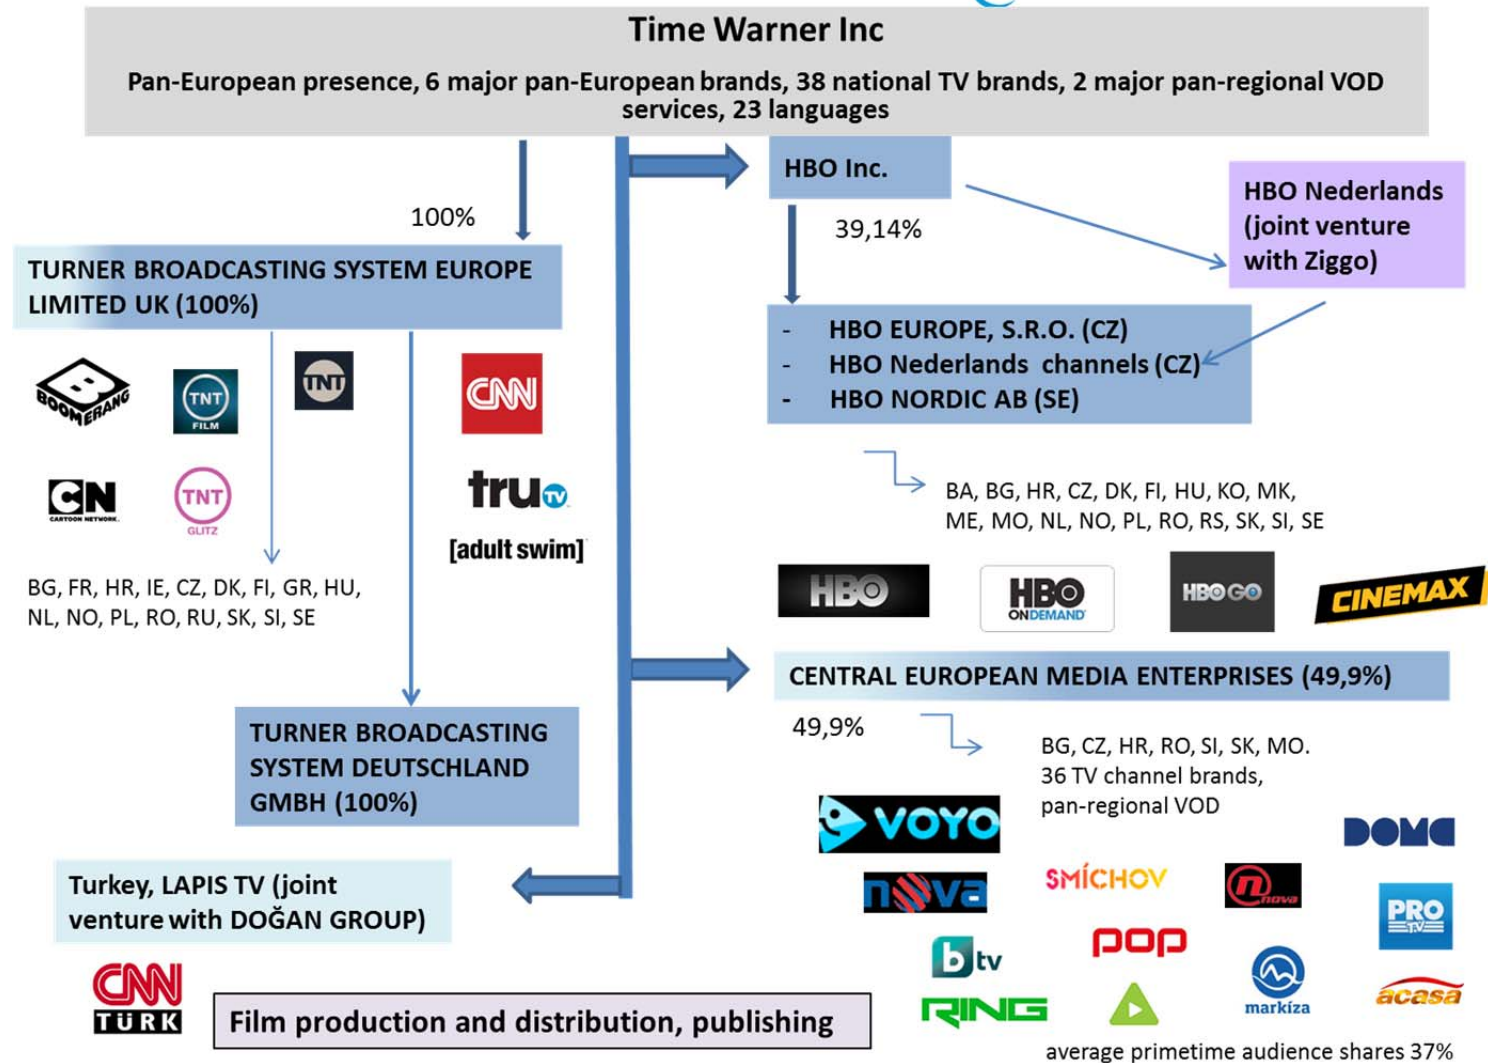 Time Warner Inc
Pan-European presence, 6 major pan-European brands, 38 national TV brands, 2 major pan-regional VOD
services, 23 languages
100%
TURNER BROADCASTING SYSTEM EUROPE
LIMITED UK (100%)
BOOMERANG
TNT
FILM
TNT
CNN
CN
CARTOON NETWORK
TNT
GLITZ
tru TV
[adult swim]
BG, FR, HR, IE, CZ, DK, FI, GR, HU,
NL, NO, PL, RO, RU, SK, SI, SE
TURNER BROADCASTING
SYSTEM DEUTSCHLAND
GMBH (100%)
Turkey, LAPIS TV (joint
venture with DOĞAN GROUP)
CNN
TÜRK
Film production and distribution, publishing
HBO Inc.
39,14%
HBO Nederlands
(joint venture
with Ziggo)
- HBO EUROPE, S.R.O. (CZ)
- HBO Nederlands channels (CZ)
- HBO NORDIC AB (SE)
BA, BG, HR, CZ, DK, FI, HU, KO, MK,
ME, MO, NL, NO, PL, RO, RS, SK, SI, SE
HBO
HBO
ONDEMAND
HBO GO
CINEMAX
CENTRAL EUROPEAN MEDIA ENTERPRISES (49,9%)
49,9%
BG, CZ, HR, RO, SI, SK, MO.
36 TV channel brands,
pan-regional VOD
VOYO
DOMA
nova
SMÍCHOV
n nova
PRO
TV
b tv
pop
markíza
acasa
RING
average primetime audience shares 37%